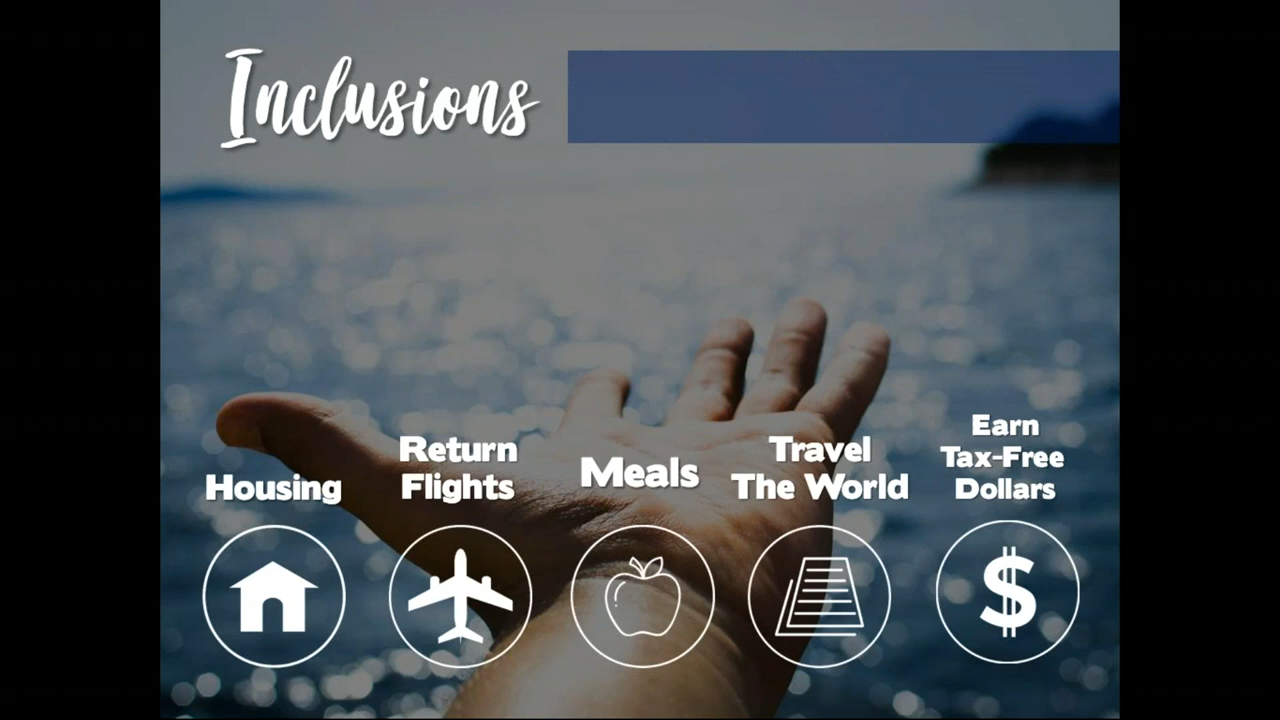 Inclusions
Housing
Return
Flights
Meals
Travel
The World
Earn
Tax-Free
Dollars
$